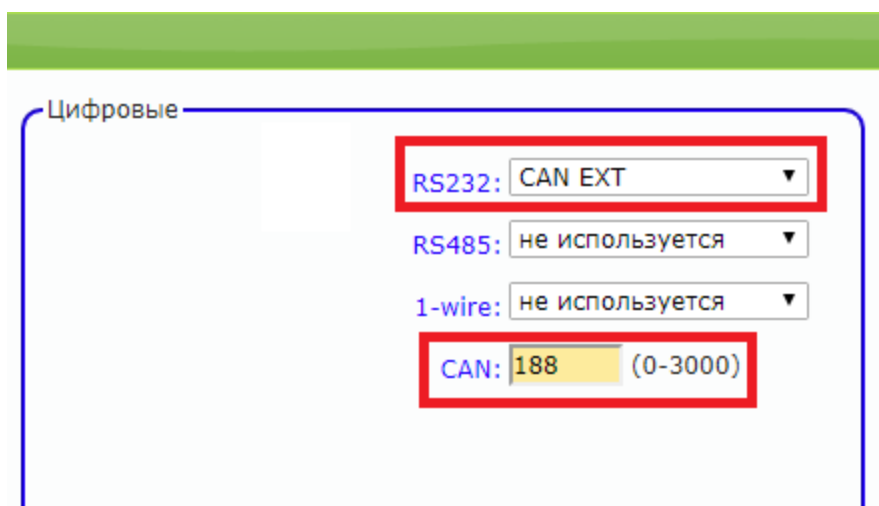 Цифровые
RS232: CAN EXT
RS485: не используется
1-wire: не используется
CAN: 188 (0-3000)